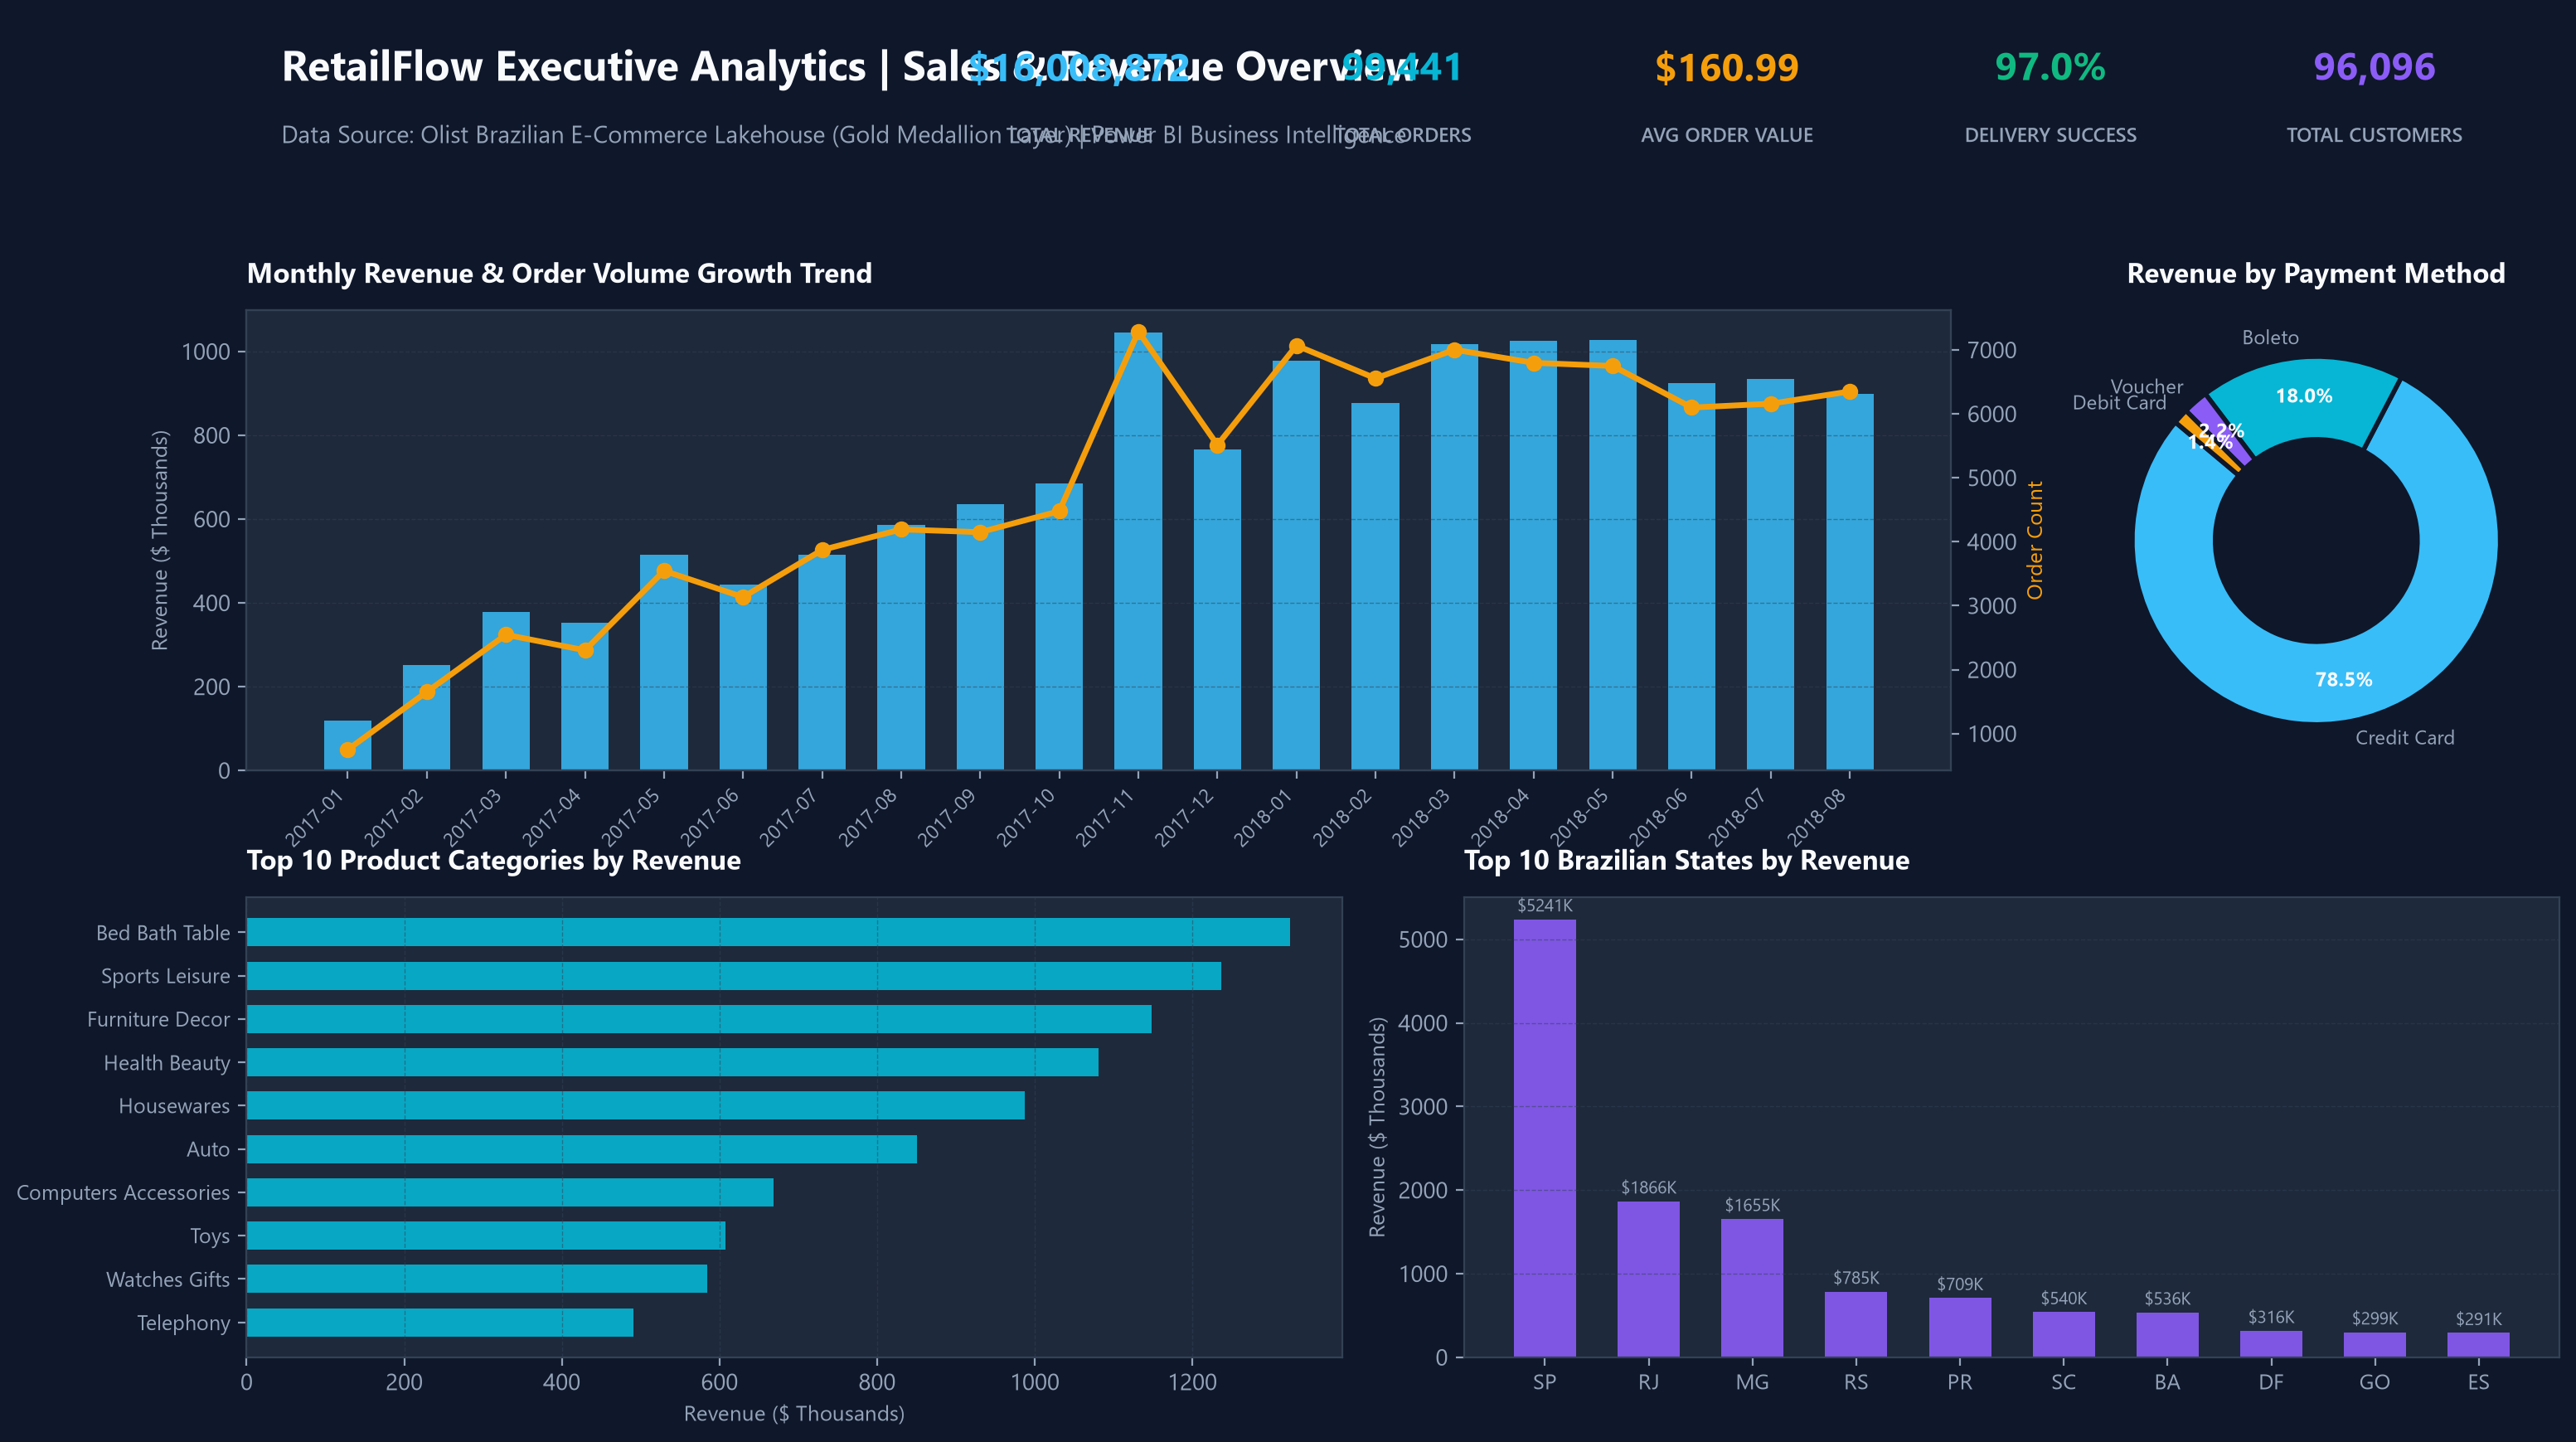 RetailFlow Executive Analytics | Sales & Revenue Overview
$16,008,872
99,441
$160.99
97.0%
96,096
Data Source: Olist Brazilian E-Commerce Lakehouse (Gold Medallion Layer) | Power BI Business Intelligence
TOTAL REVENUE
TOTAL ORDERS
AVG ORDER VALUE
DELIVERY SUCCESS
TOTAL CUSTOMERS
Monthly Revenue & Order Volume Growth Trend
Revenue ($ Thousands)
1000
800
600
400
200
0
7000
6000
5000
4000
3000
2000
1000
Order Count
2017-01
2017-02
2017-03
2017-04
2017-05
2017-06
2017-07
2017-08
2017-09
2017-10
2017-11
2017-12
2018-01
2018-02
2018-03
2018-04
2018-05
2018-06
2018-07
2018-08
Revenue by Payment Method
Boleto
Voucher
Debit Card
18.0%
2.2%
1.4%
78.5%
Credit Card
Top 10 Product Categories by Revenue
Bed Bath Table
Sports Leisure
Furniture Decor
Health Beauty
Housewares
Auto
Computers Accessories
Toys
Watches Gifts
Telephony
0
200
400
600
800
1000
1200
Revenue ($ Thousands)
Top 10 Brazilian States by Revenue
Revenue ($ Thousands)
5000
4000
3000
2000
1000
0
$5241K
$1866K
$1655K
$785K
$709K
$540K
$536K
$316K
$299K
$291K
SP
RJ
MG
RS
PR
SC
BA
DF
GO
ES